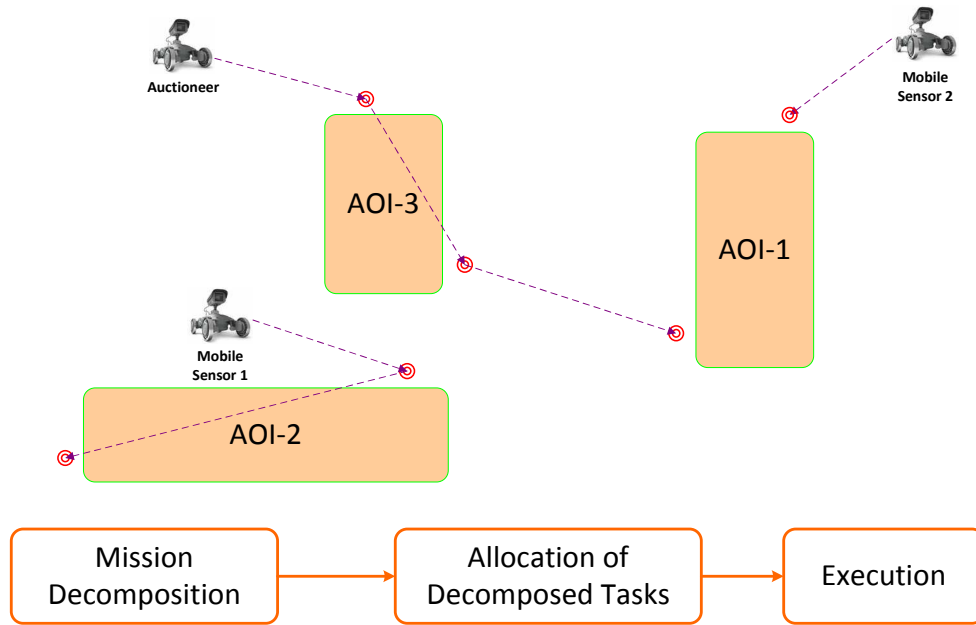 Auctioneer
Mobile
Sensor 2
AOI-3
AOI-1
Mobile
Sensor 1
AOI-2
Mission
Decomposition
Allocation of
Decomposed Tasks
Execution